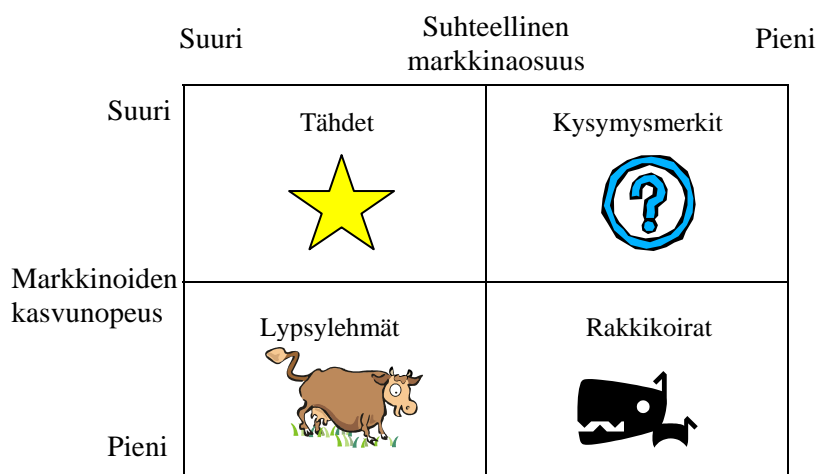 Suuri
Suhteellinen
markkinaosuus
Pieni
Suuri
Tähdet
Kysymysmerkit
?
Markkinoiden
kasvunopeus
Lypsylehmät
Rakkikoirat
Pieni